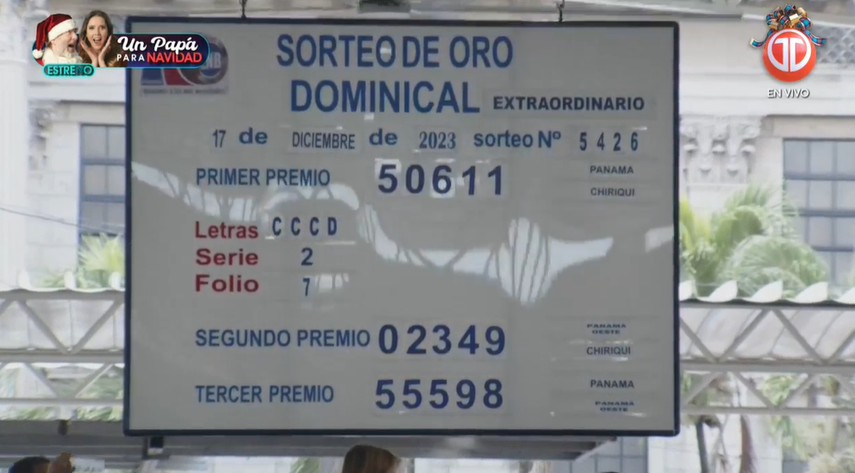 Un Papá
PARA NAVIDAD
ESTRENO
EN VIVO
SORTEO DE ORO
DOMINICAL EXTRAORDINARIO
17 de DICIEMBRE de 2023 sorteo Nº 5426
PRIMER PREMIO 50611 PANAMA
CHIRIQUI
Letras CCCD
Serie 2
Folio 7
SEGUNDO PREMIO 02349 PANAMA OESTE
CHIRIQUI
TERCER PREMIO 55598 PANAMA
PANAMÁ OESTE